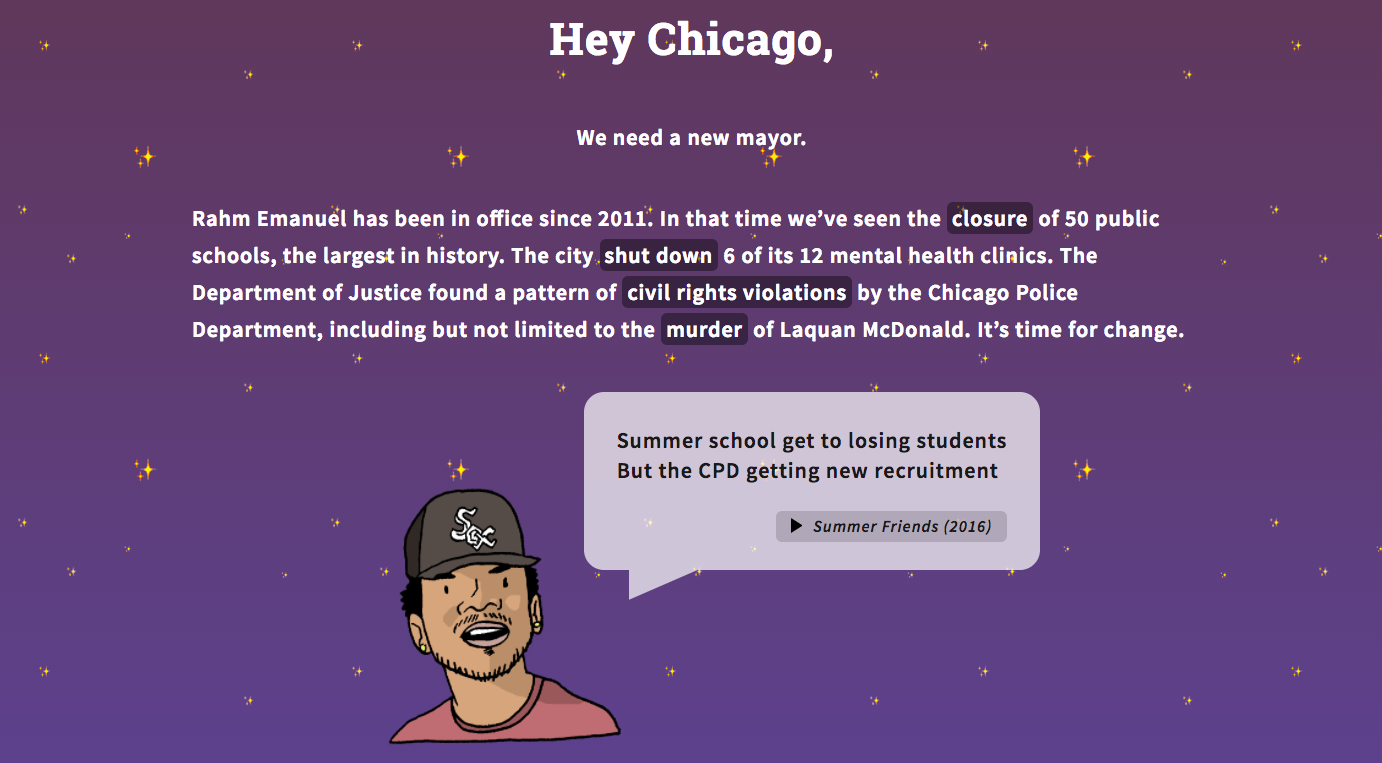 Hey Chicago,
We need a new mayor.
Rahm Emanuel has been in office since 2011. In that time we’ve seen the closure of 50 public
schools, the largest in history. The city shut down 6 of its 12 mental health clinics. The
Department of Justice found a pattern of civil rights violations by the Chicago Police
Department, including but not limited to the murder of Laquan McDonald. It’s time for change.
Summer school get to losing students
But the CPD getting new recruitment
Summer Friends (2016)
Sox